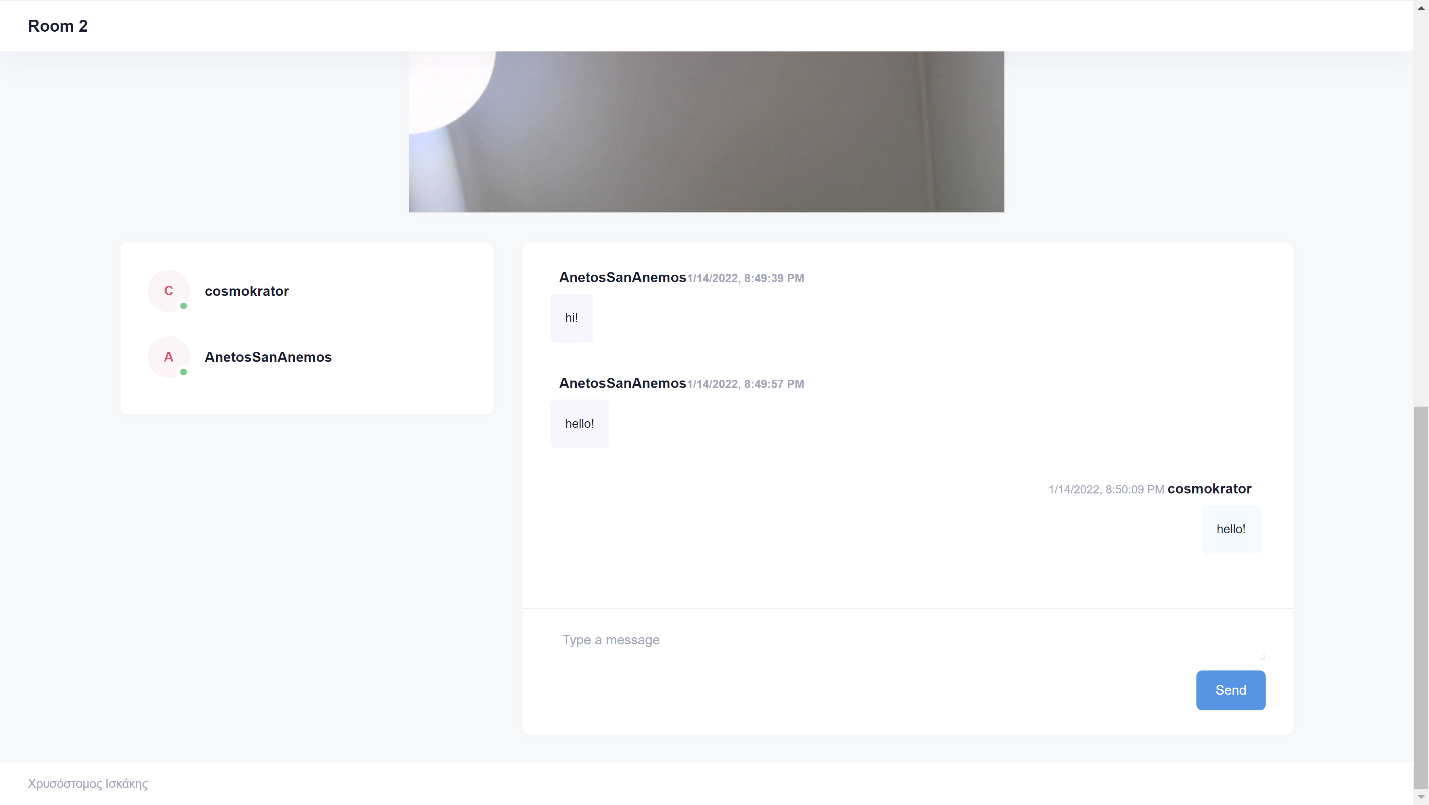 Room 2
C cosmokrator
A AnetosSanAnemos
AnetosSanAnemos1/14/2022, 8:49:39 PM
hi!
AnetosSanAnemos1/14/2022, 8:49:57 PM
hello!
1/14/2022, 8:50:09 PM cosmokrator
hello!
Type a message
Send
Χρυσόστομος Ισκάκης